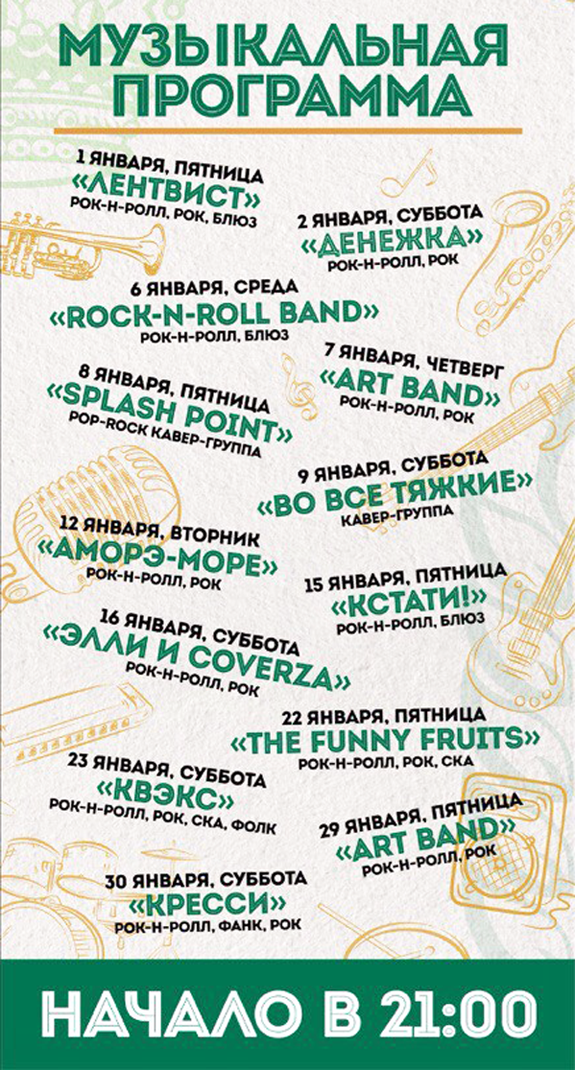 МУЗЫКАЛЬНАЯ
ПРОГРАММА
1 ЯНВАРЯ, ПЯТНИЦА
«ЛЕНТВИСТ»
РОК-Н-РОЛЛ, РОК, БЛЮЗ
2 ЯНВАРЯ, СУББОТА
«ДЕНЕЖКА»
РОК-Н-РОЛЛ, РОК
6 ЯНВАРЯ, СРЕДА
«ROCK-N-ROLL BAND»
РОК-Н-РОЛЛ, БЛЮЗ
7 ЯНВАРЯ, ЧЕТВЕРГ
«ART BAND»
РОК-Н-РОЛЛ, РОК
8 ЯНВАРЯ, ПЯТНИЦА
«SPLASH POINT»
POP-ROCK КАВЕР-ГРУППА
9 ЯНВАРЯ, СУББОТА
«ВО ВСЕ ТЯЖКИЕ»
КАВЕР-ГРУППА
12 ЯНВАРЯ, ВТОРНИК
«АМОРЭ-МОРЕ»
РОК-Н-РОЛЛ, РОК
15 ЯНВАРЯ, ПЯТНИЦА
«КСТАТИ!»
РОК-Н-РОЛЛ, БЛЮЗ
16 ЯНВАРЯ, СУББОТА
«ЭЛЛИ И COVERZA»
РОК-Н-РОЛЛ, РОК
22 ЯНВАРЯ, ПЯТНИЦА
«THE FUNNY FRUITS»
РОК-Н-РОЛЛ, РОК, СКА
23 ЯНВАРЯ, СУББОТА
«КВЭКС»
РОК-Н-РОЛЛ, РОК, СКА, ФОЛК
29 ЯНВАРЯ, ПЯТНИЦА
«ART BAND»
РОК-Н-РОЛЛ, РОК
30 ЯНВАРЯ, СУББОТА
«КРЕССИ»
РОК-Н-РОЛЛ, ФАНК, РОК
НАЧАЛО В 21:00